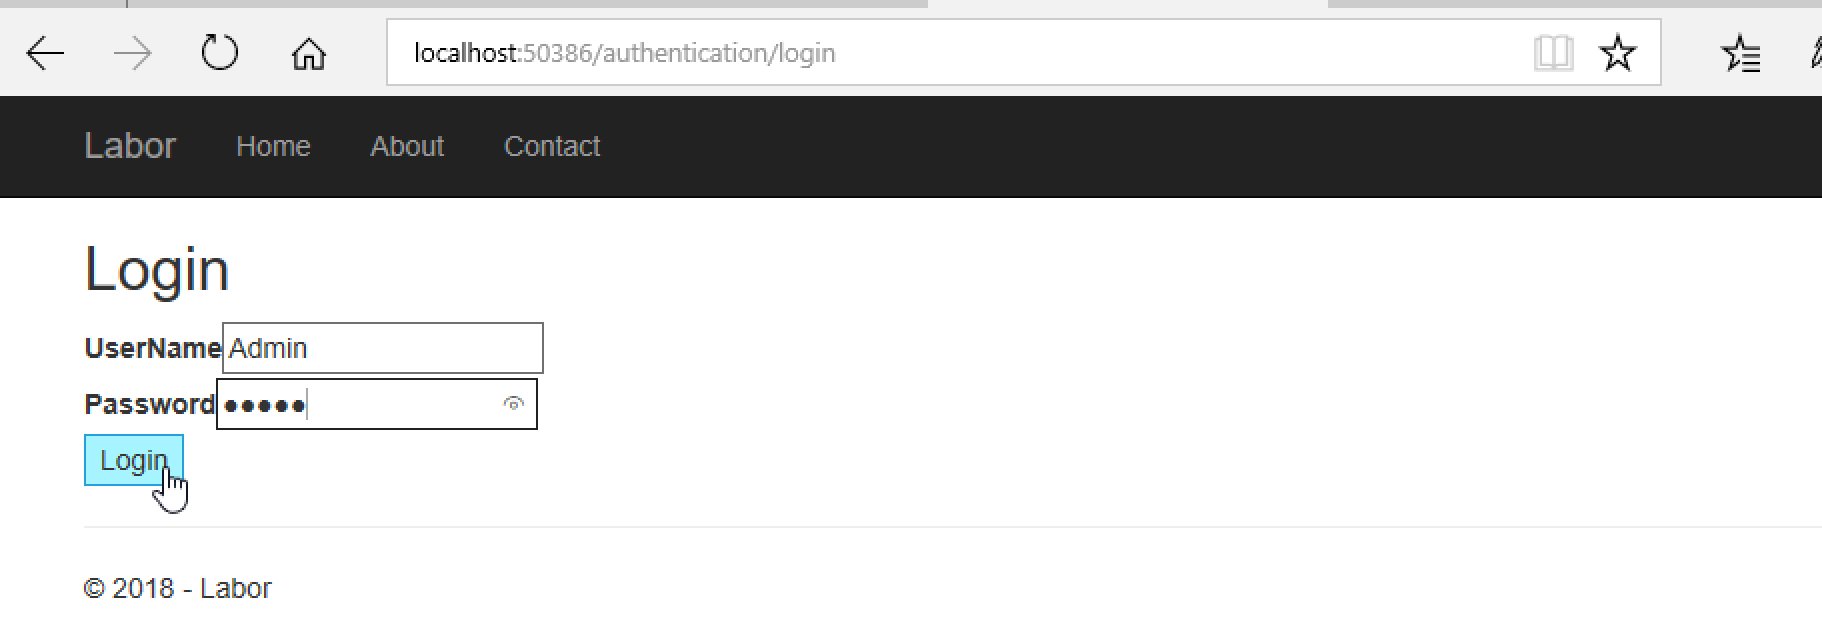 localhost:50386/authentication/login
Labor Home About Contact
Login
UserName Admin
Password •••••
Login
© 2018 - Labor